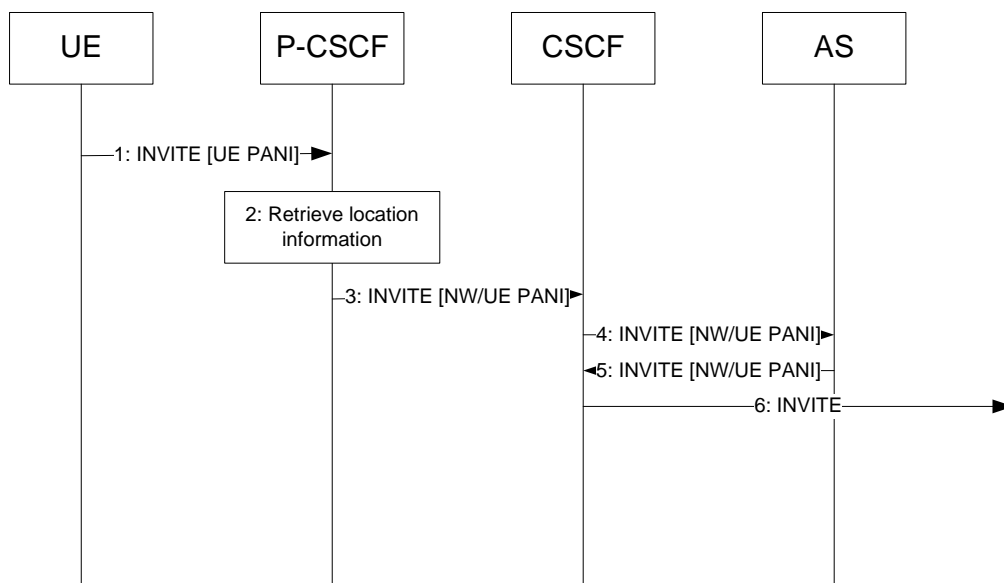 UE
P-CSCF
CSCF
AS
1: INVITE [UE PANI]
2: Retrieve location
information
3: INVITE [NW/UE PANI]
4: INVITE [NW/UE PANI]
5: INVITE [NW/UE PANI]
6: INVITE